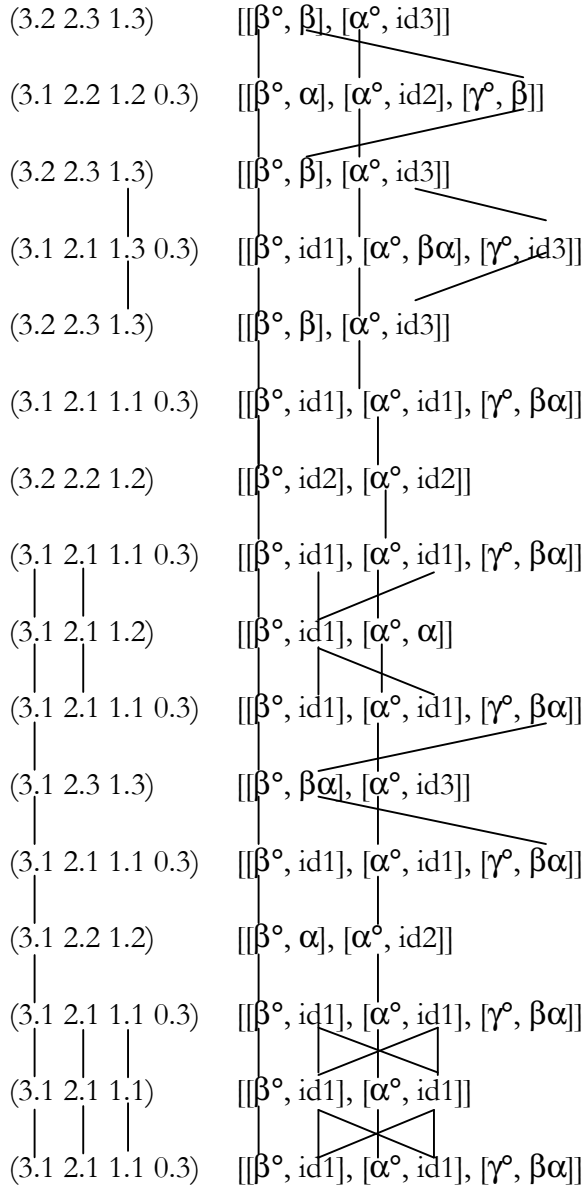 (3.2 2.3 1.3) [[β°, β], [α°, id3]]
(3.1 2.2 1.2 0.3) [[β°, α], [α°, id2], [γ°, β]]
(3.2 2.3 1.3) [[β°, β], [α°, id3]]
(3.1 2.1 1.3 0.3) [[β°, id1], [α°, βα], [γ°, id3]]
(3.2 2.3 1.3) [[β°, β], [α°, id3]]
(3.1 2.1 1.1 0.3) [[β°, id1], [α°, id1], [γ°, βα]]
(3.2 2.2 1.2) [[β°, id2], [α°, id2]]
(3.1 2.1 1.1 0.3) [[β°, id1], [α°, id1], [γ°, βα]]
(3.1 2.1 1.2) [[β°, id1], [α°, α]]
(3.1 2.1 1.1 0.3) [[β°, id1], [α°, id1], [γ°, βα]]
(3.1 2.3 1.3) [[β°, βα], [α°, id3]]
(3.1 2.1 1.1 0.3) [[β°, id1], [α°, id1], [γ°, βα]]
(3.1 2.2 1.2) [[β°, α], [α°, id2]]
(3.1 2.1 1.1 0.3) [[β°, id1], [α°, id1], [γ°, βα]]
(3.1 2.1 1.1) [[β°, id1], [α°, id1]]
(3.1 2.1 1.1 0.3) [[β°, id1], [α°, id1], [γ°, βα]]